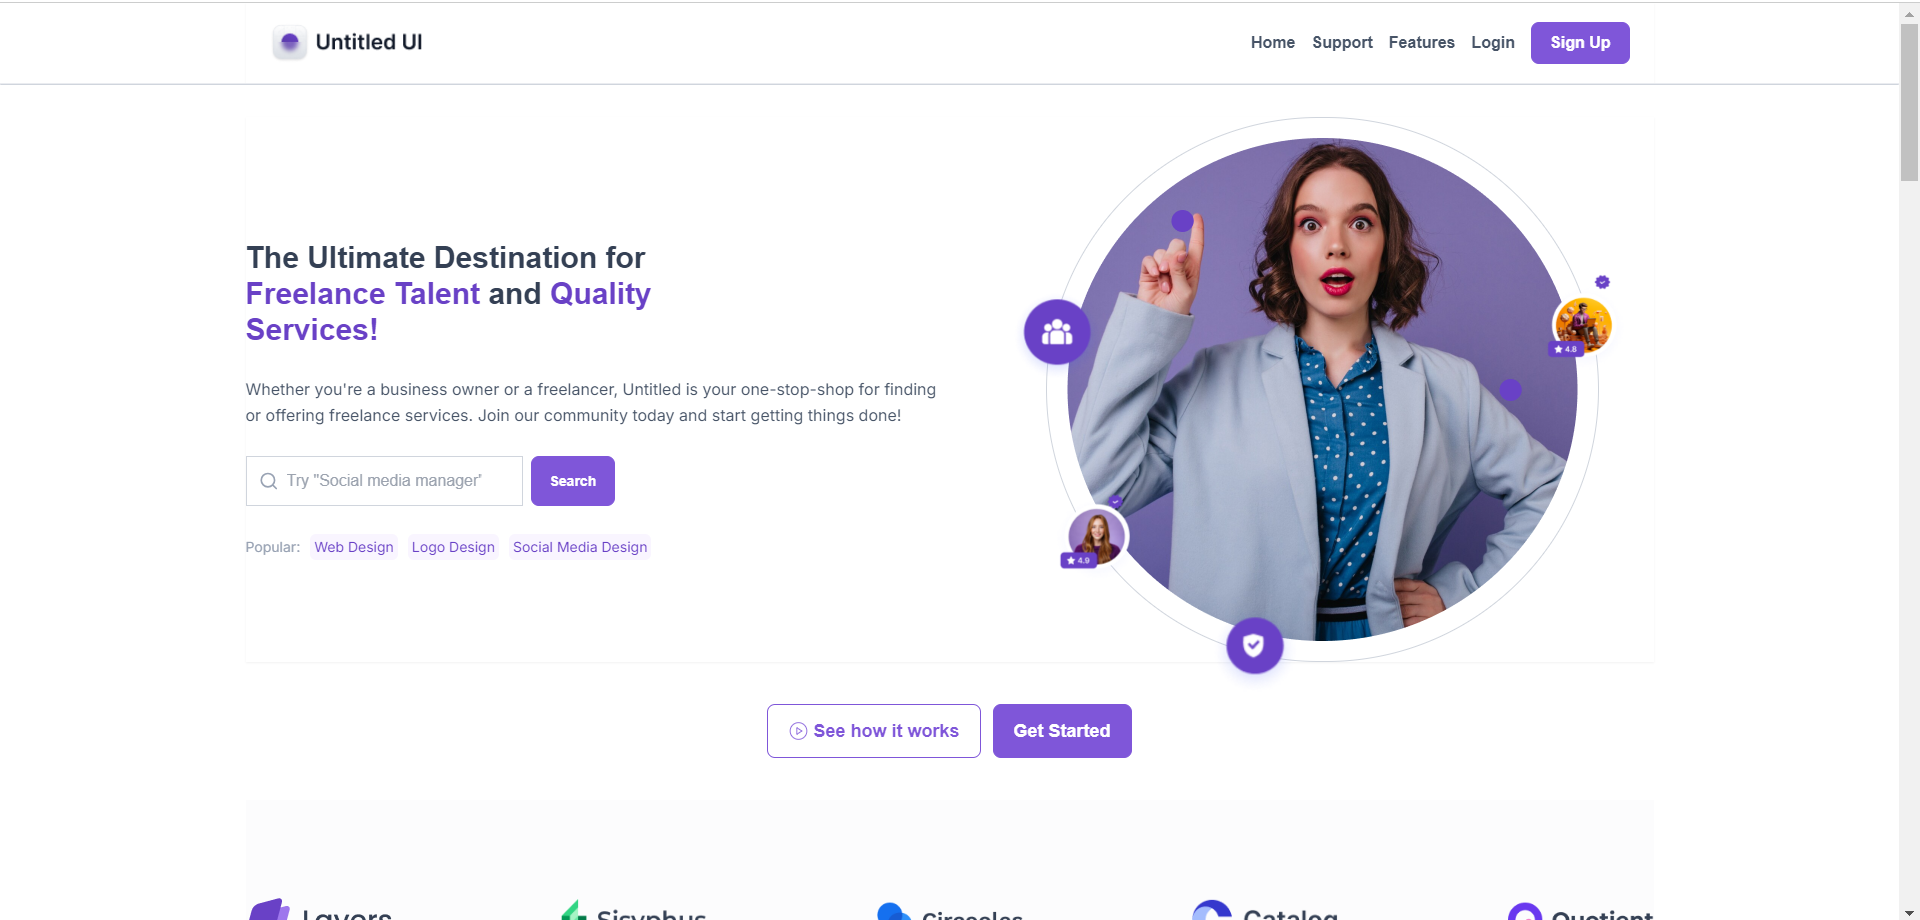 Untitled UI
Home Support Features Login Sign Up
The Ultimate Destination for
Freelance Talent and Quality
Services!
Whether you're a business owner or a freelancer, Untitled is your one-stop-shop for finding
or offering freelance services. Join our community today and start getting things done!
Try "Social media manager"
Search
Popular: Web Design Logo Design Social Media Design
4.8
4.9
See how it works Get Started
Layers Sisyphus Circooles Catalog Quotient